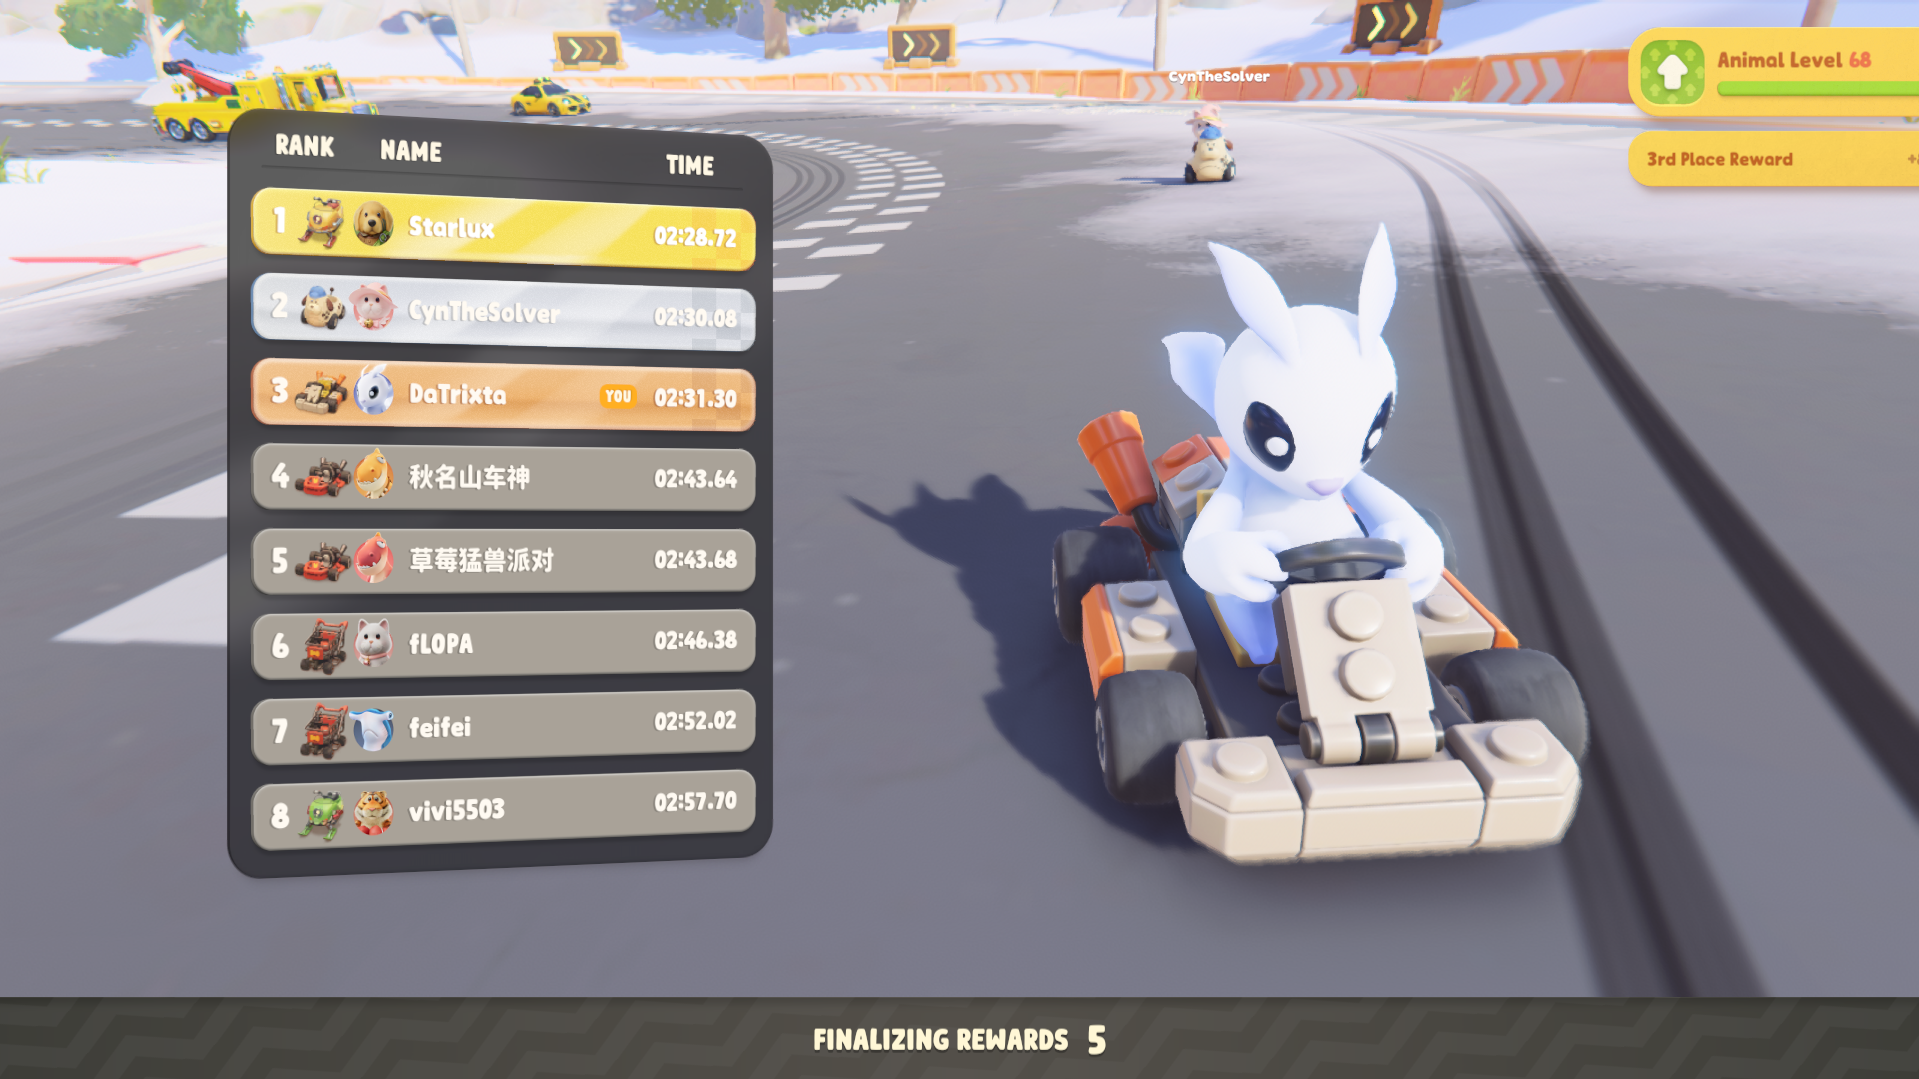 CynTheSolver
Animal Level 68
3rd Place Reward
RANK NAME TIME
1 Starlux 02:28.72
2 CynTheSolver 02:30.08
3 DaTrixta YOU 02:31.30
4 秋名山车神 02:43.64
5 草莓猛兽派对 02:43.68
6 fLOPA 02:46.38
7 feifei 02:52.02
8 vivi5503 02:57.70
FINALIZING REWARDS 5